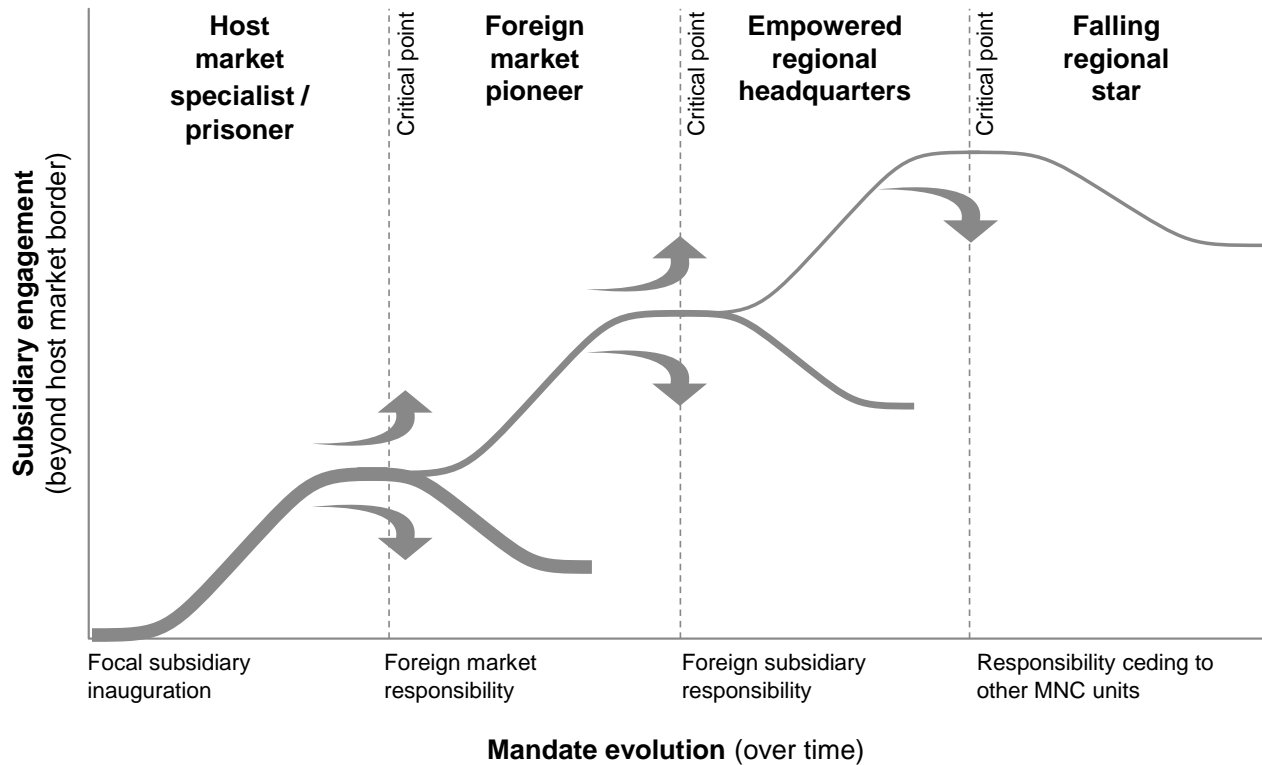 Host
market
specialist /
prisoner
Critical point
Foreign
market
pioneer
Critical point
Empowered
regional
headquarters
Critical point
Falling
regional
star
Subsidiary engagement
(beyond host market border)
Focal subsidiary
inauguration
Foreign market
responsibility
Foreign subsidiary
responsibility
Responsibility ceding to
other MNC units
Mandate evolution (over time)